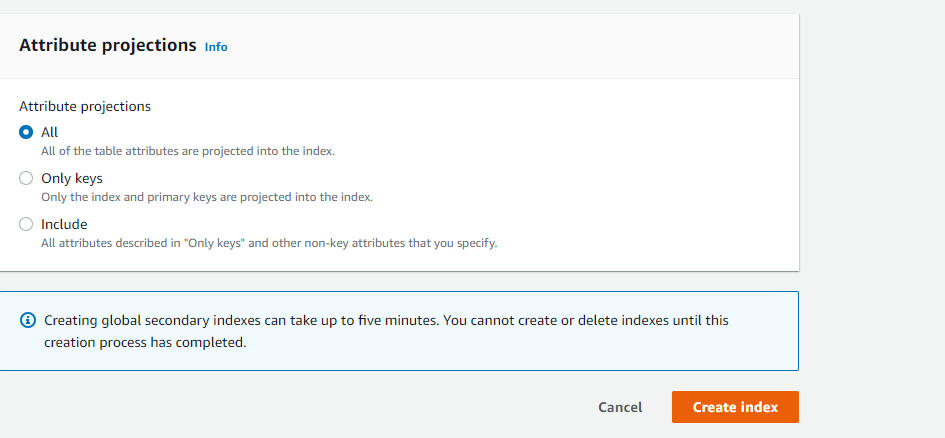 Attribute projections Info
Attribute projections
All
All of the table attributes are projected into the index.
Only keys
Only the index and primary keys are projected into the index.
Include
All attributes described in "Only keys" and other non-key attributes that you specify.
Creating global secondary indexes can take up to five minutes. You cannot create or delete indexes until this
creation process has completed.
Cancel Create index